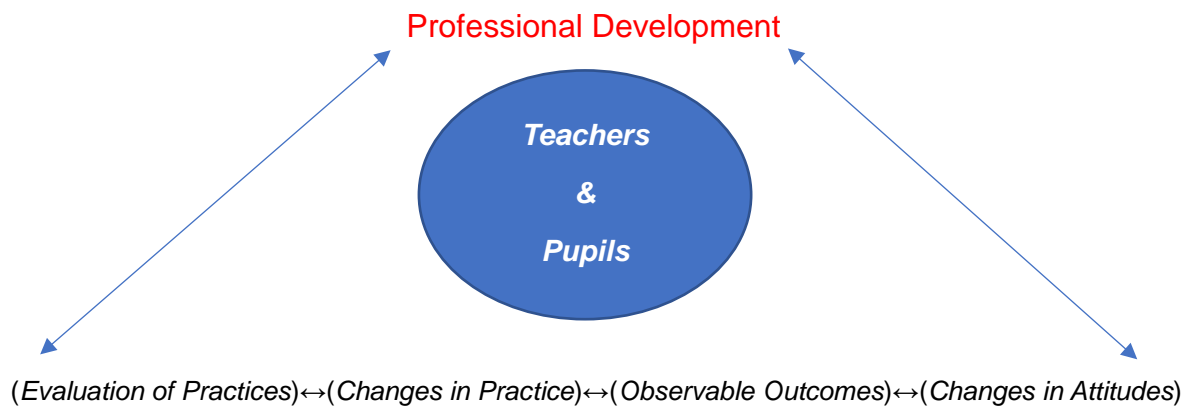 Professional Development
Teachers
&
Pupils
(Evaluation of Practices)↔(Changes in Practice)↔(Observable Outcomes)↔(Changes in Attitudes)